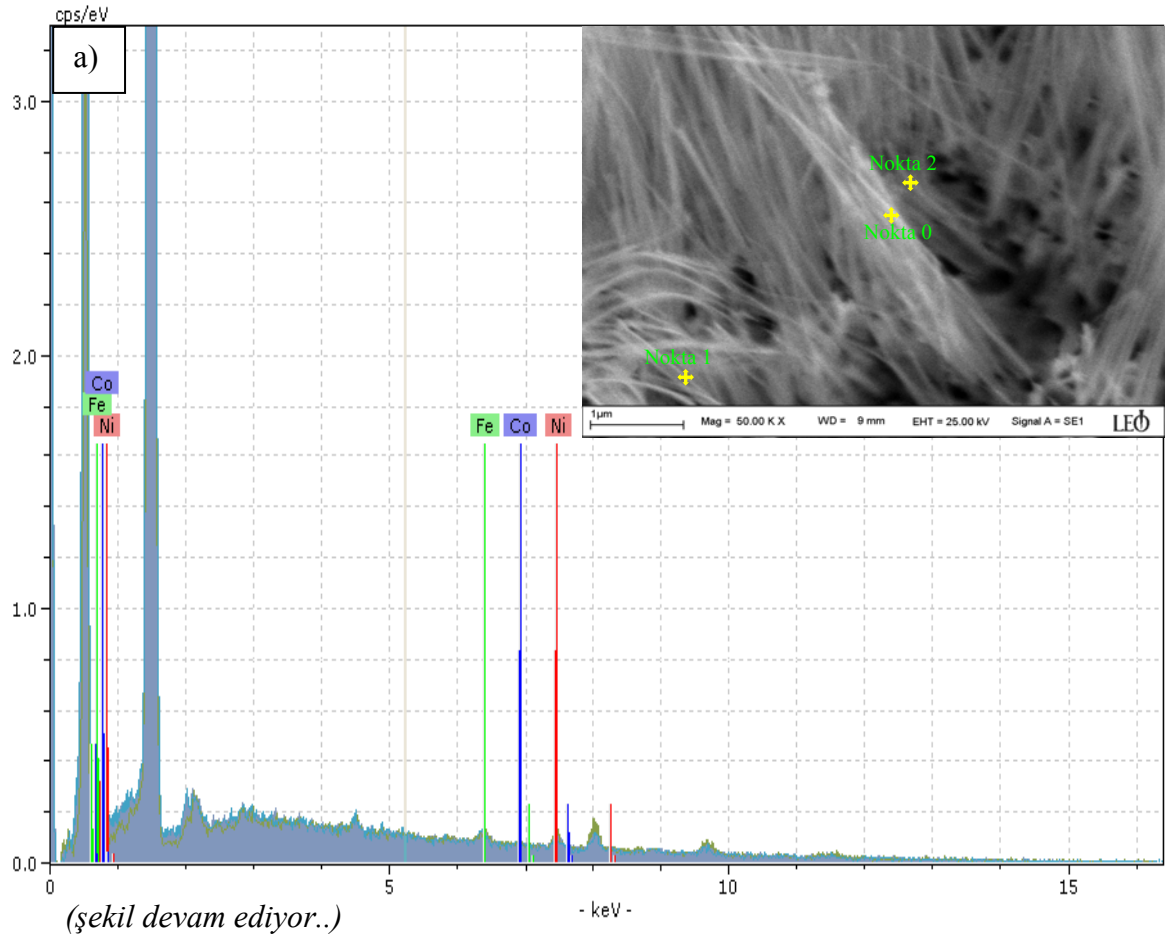 cps/eV
a)
3.0
2.0
1.0
0.0
Co
Fe
Ni
Fe Co Ni
0 5 10 15
- keV -
Nokta 2
Nokta 0
Nokta 1
1µm Mag = 50.00 K X WD = 9 mm EHT = 25.00 kV Signal A = SE1 LEO
(şekil devam ediyor..)